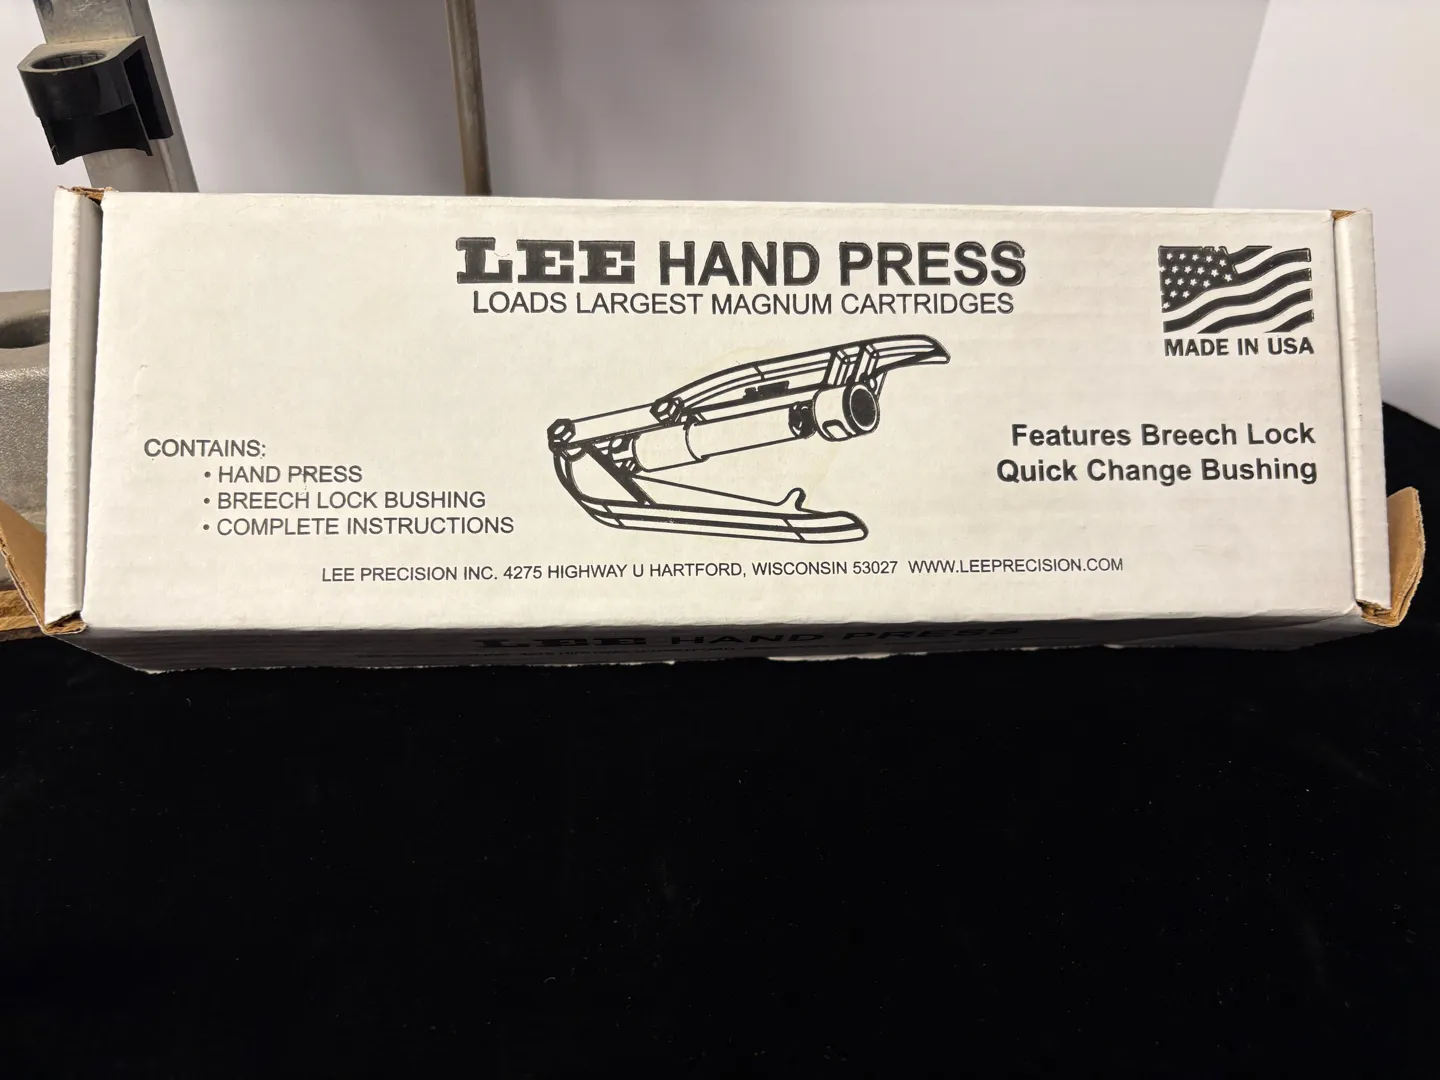 LEE HAND PRESS
LOADS LARGEST MAGNUM CARTRIDGES
MADE IN USA
CONTAINS:
• HAND PRESS
• BREECH LOCK BUSHING
• COMPLETE INSTRUCTIONS
Features Breech Lock
Quick Change Bushing
LEE PRECISION INC. 4275 HIGHWAY U HARTFORD, WISCONSIN 53027 WWW.LEEPRECISION.COM
LEE HAND PRESS